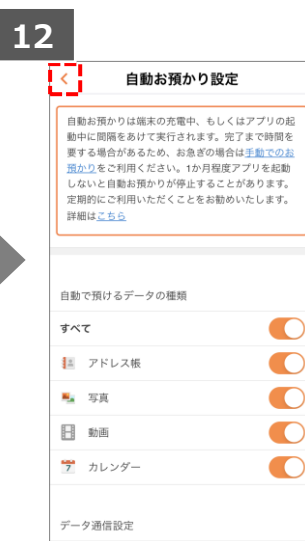 12
自動お預かり設定
自動お預かりは端末の充電中、もしくはアプリの起
動中に間隔をあけて実行されます。完了まで時間を
要する場合があるため、お急ぎの場合は手動でのお
預かりをご利用ください。1か月程度アプリを起動
しないと自動お預かりが停止することがあります。
定期的にご利用いただくことをお勧めいたします。
詳細はこちら
自動で預けるデータの種類
すべて
アドレス帳
写真
動画
7 カレンダー
データ通信設定